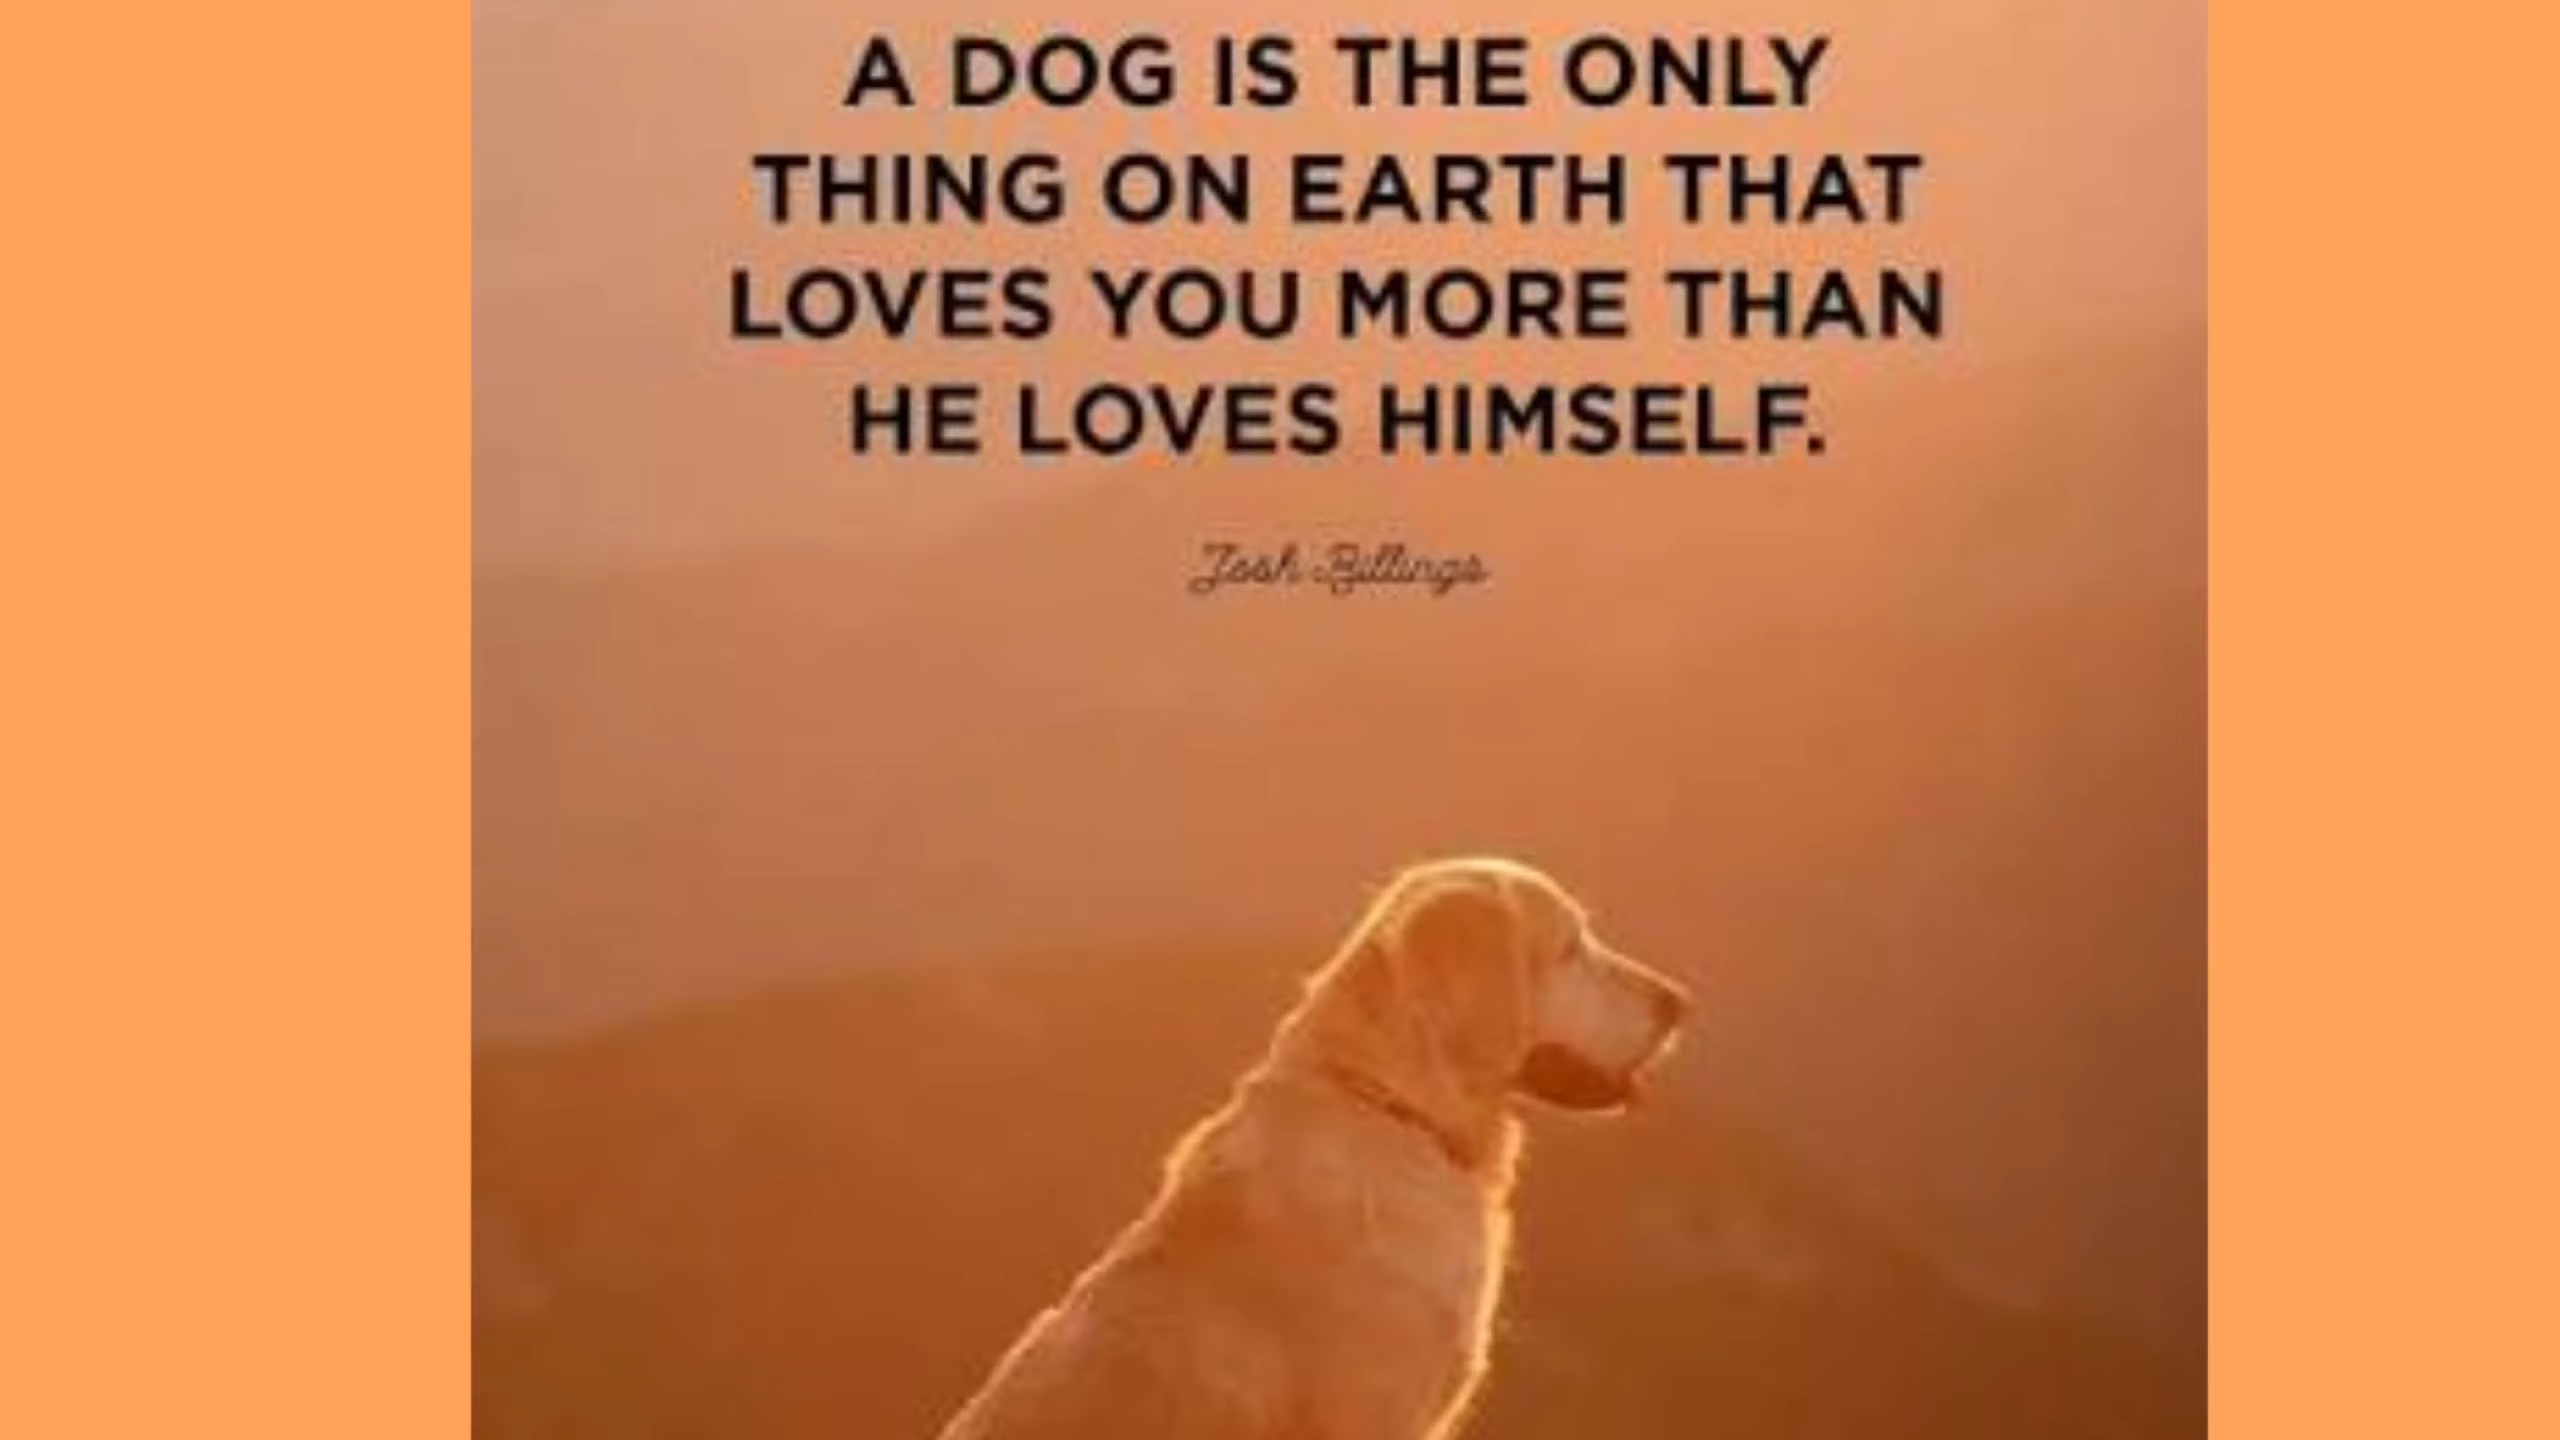 A DOG IS THE ONLY
THING ON EARTH THAT
LOVES YOU MORE THAN
HE LOVES HIMSELF.
Josh Billings